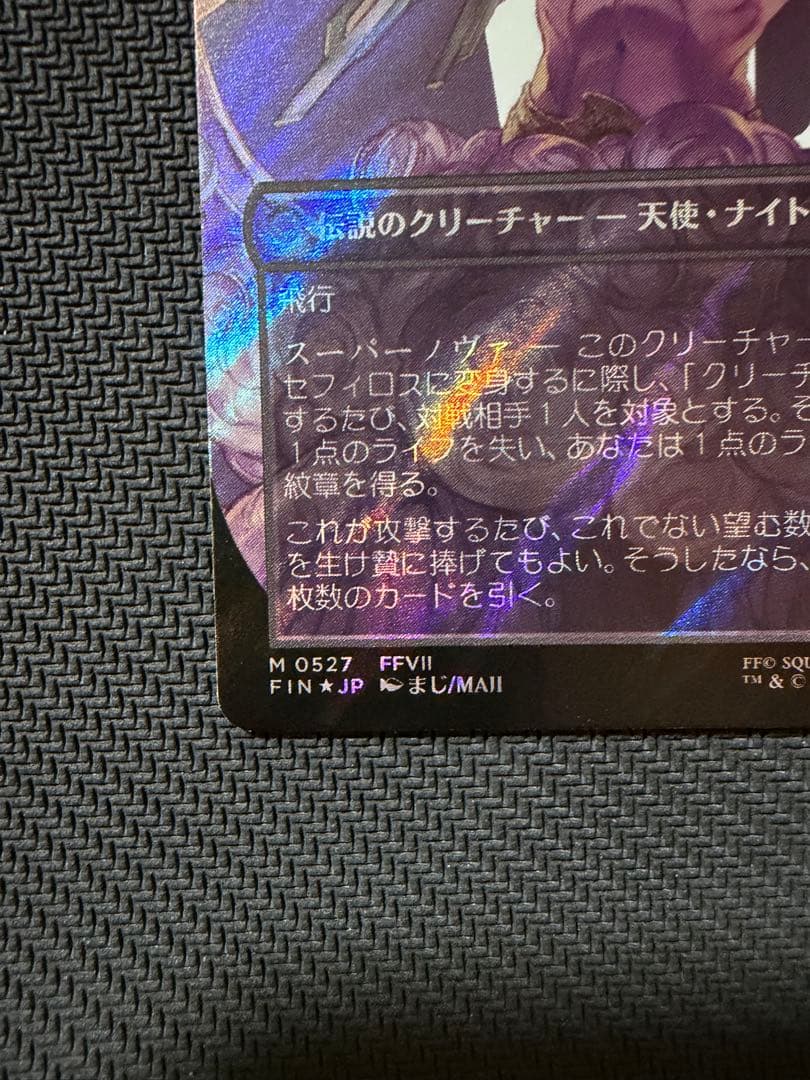 伝説のクリーチャー ― 天使・ナイト
飛行
スーパーノヴァ ― このクリーチャー
セフィロスに変身するに際し、「クリーチ
するたび、対戦相手1人を対象とする。そ
1点のライフを失い、あなたは1点のラ
紋章を得る。
これが攻撃するたび、これでない望む数
を生け贄に捧げてもよい。そうしたなら、
枚数のカードを引く。
M 0527 FFVII
FIN★JP まじ/MAJI
FF© SQU
™ & ©